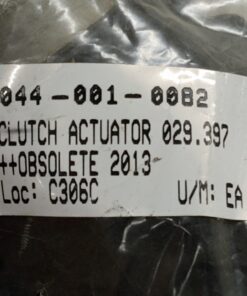 044-001-0082
CLUTCH ACTUATOR 029.397
++OBSOLETE 2013
Loc: C306C U/M: EA